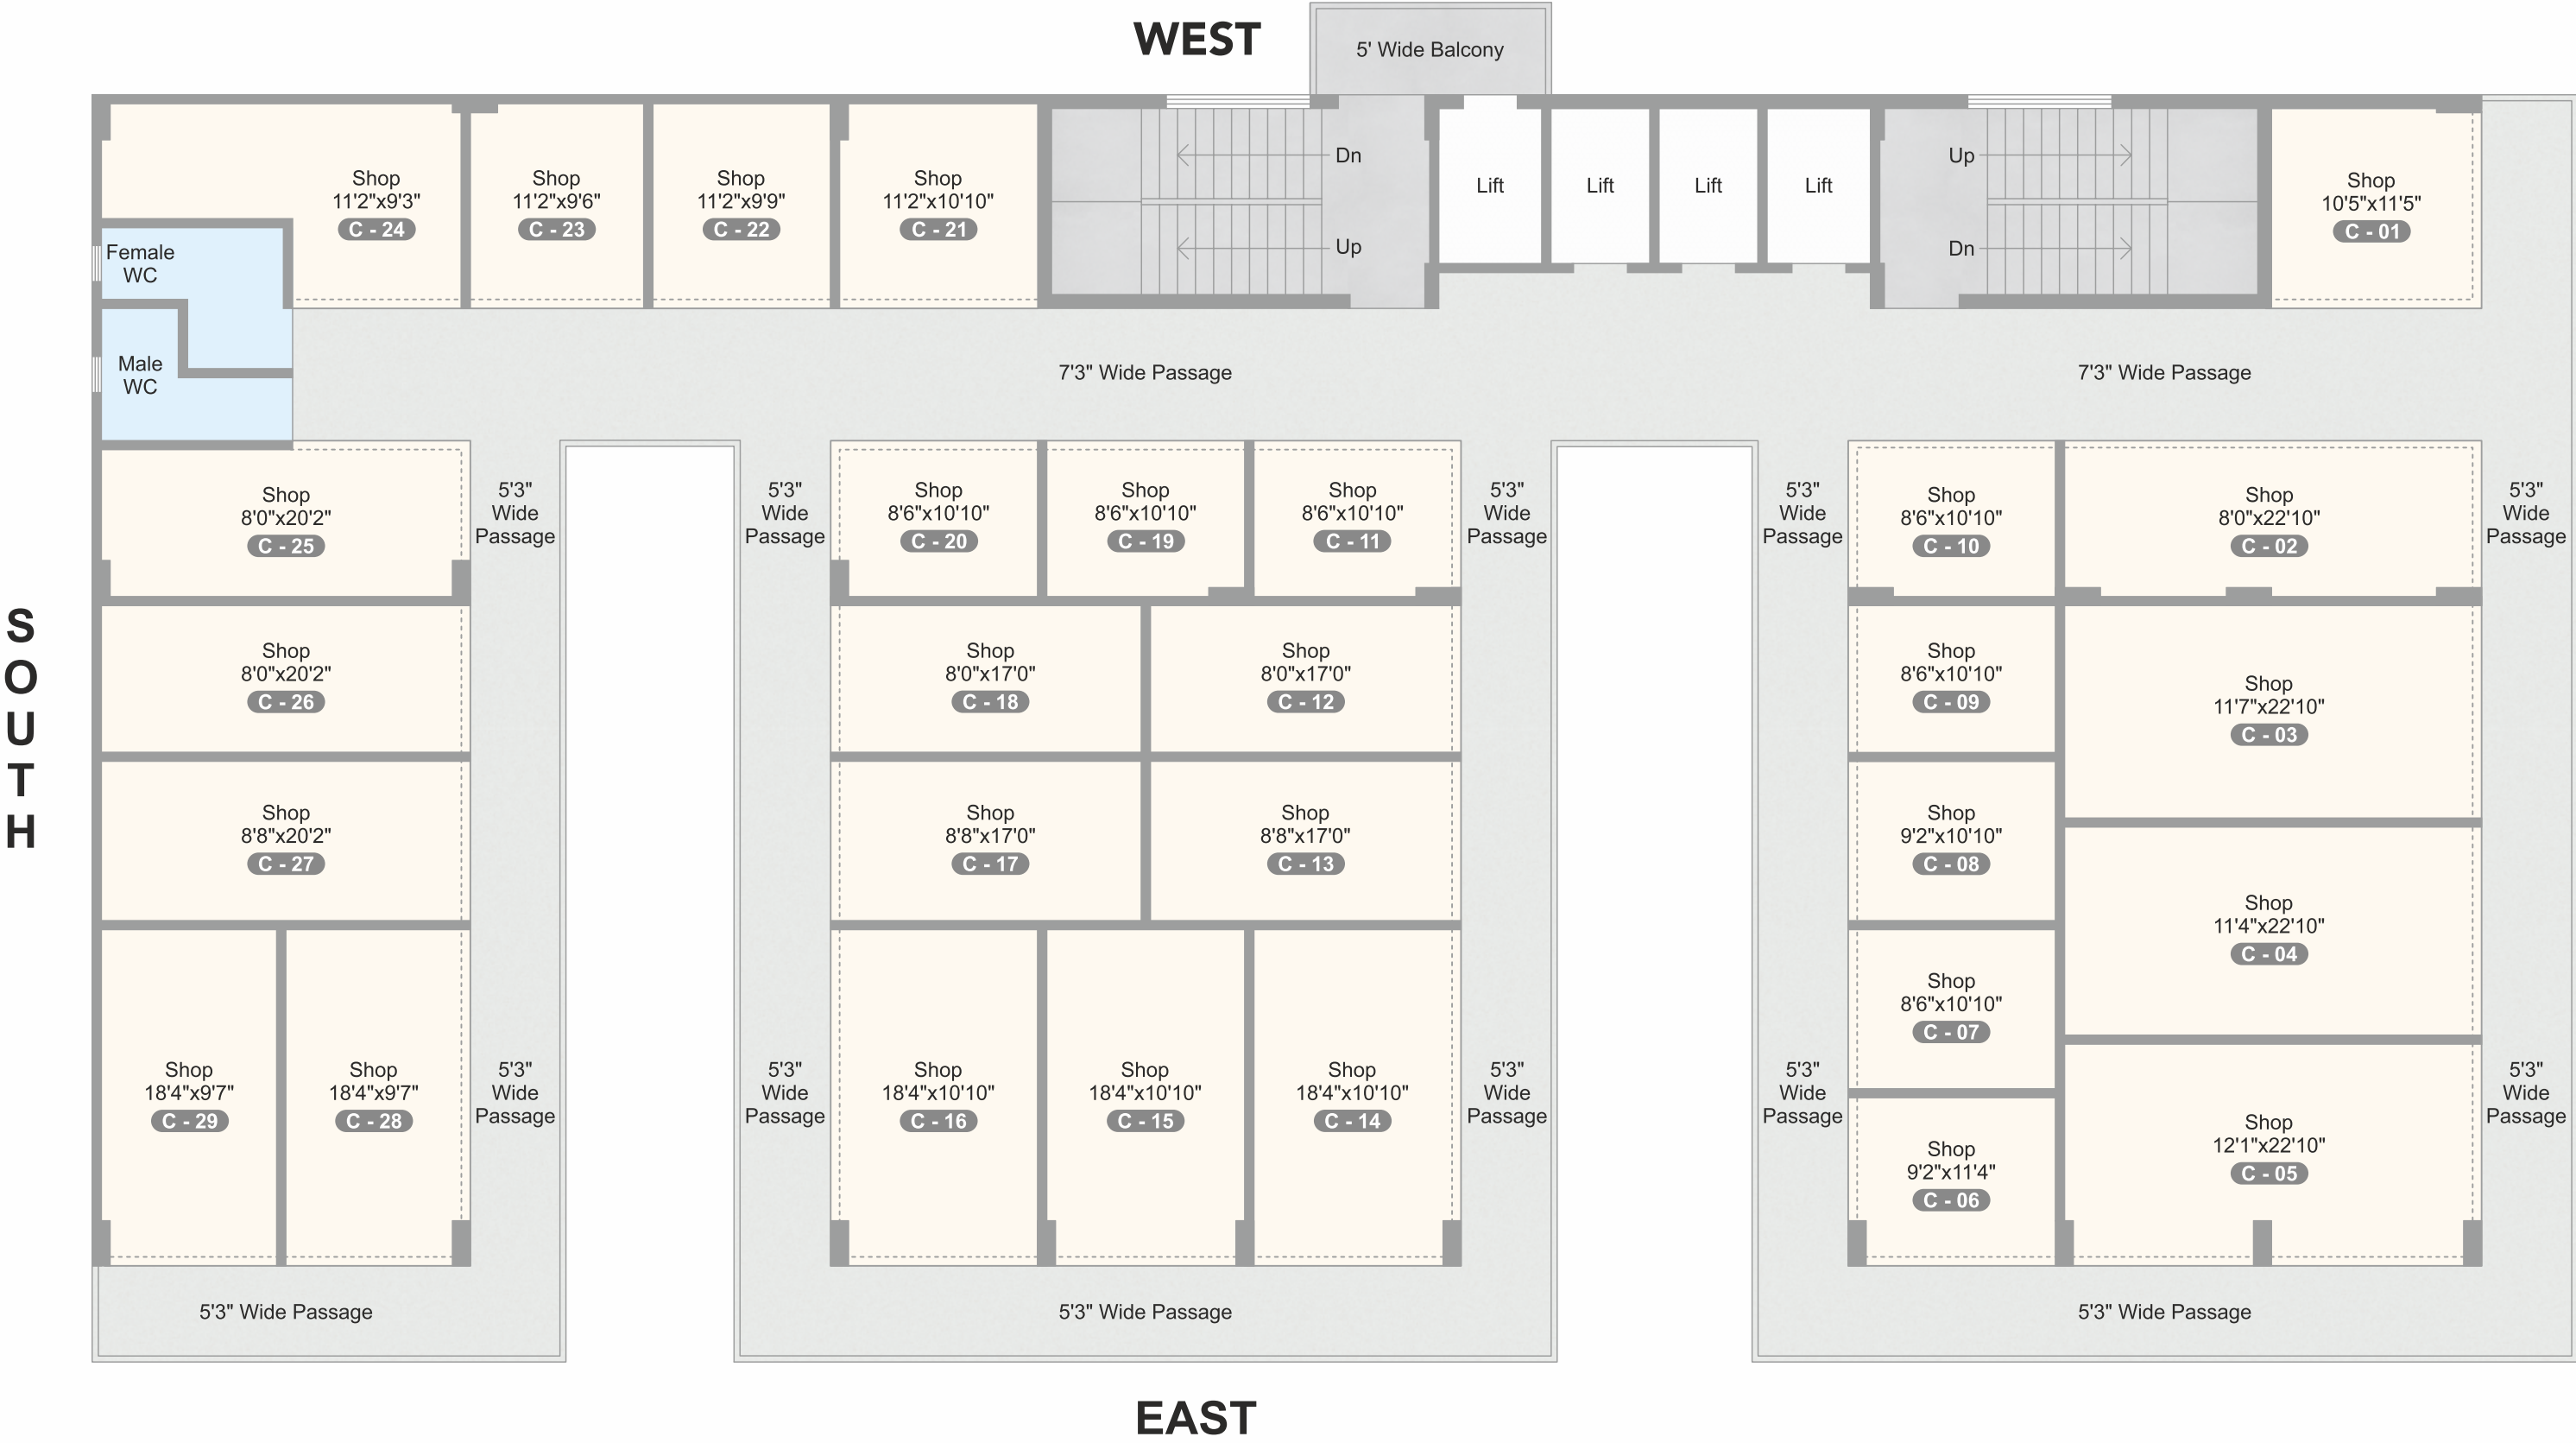 WEST
5' Wide Balcony
Shop
11'2"x9'3"
C - 24
Shop
11'2"x9'6"
C - 23
Shop
11'2"x9'9"
C - 22
Shop
11'2"x10'10"
C - 21
Dn
Up
Lift
Lift
Lift
Lift
Up
Dn
Shop
10'5"x11'5"
C - 01
Female
WC
Male
WC
7'3" Wide Passage
7'3" Wide Passage
SOUTH
Shop
8'0"x20'2"
C - 25
5'3"
Wide
Passage
5'3"
Wide
Passage
Shop
8'6"x10'10"
C - 20
Shop
8'6"x10'10"
C - 19
Shop
8'6"x10'10"
C - 11
5'3"
Wide
Passage
5'3"
Wide
Passage
Shop
8'6"x10'10"
C - 10
Shop
8'0"x22'10"
C - 02
5'3"
Wide
Passage
Shop
8'0"x20'2"
C - 26
Shop
8'0"x17'0"
C - 18
Shop
8'0"x17'0"
C - 12
Shop
8'6"x10'10"
C - 09
Shop
11'7"x22'10"
C - 03
Shop
8'8"x20'2"
C - 27
Shop
8'8"x17'0"
C - 17
Shop
8'8"x17'0"
C - 13
Shop
9'2"x10'10"
C - 08
Shop
11'4"x22'10"
C - 04
Shop
8'6"x10'10"
C - 07
Shop
18'4"x9'7"
C - 29
Shop
18'4"x9'7"
C - 28
5'3"
Wide
Passage
5'3"
Wide
Passage
Shop
18'4"x10'10"
C - 16
Shop
18'4"x10'10"
C - 15
Shop
18'4"x10'10"
C - 14
5'3"
Wide
Passage
5'3"
Wide
Passage
Shop
9'2"x11'4"
C - 06
Shop
12'1"x22'10"
C - 05
5'3"
Wide
Passage
5'3" Wide Passage
5'3" Wide Passage
5'3" Wide Passage
EAST